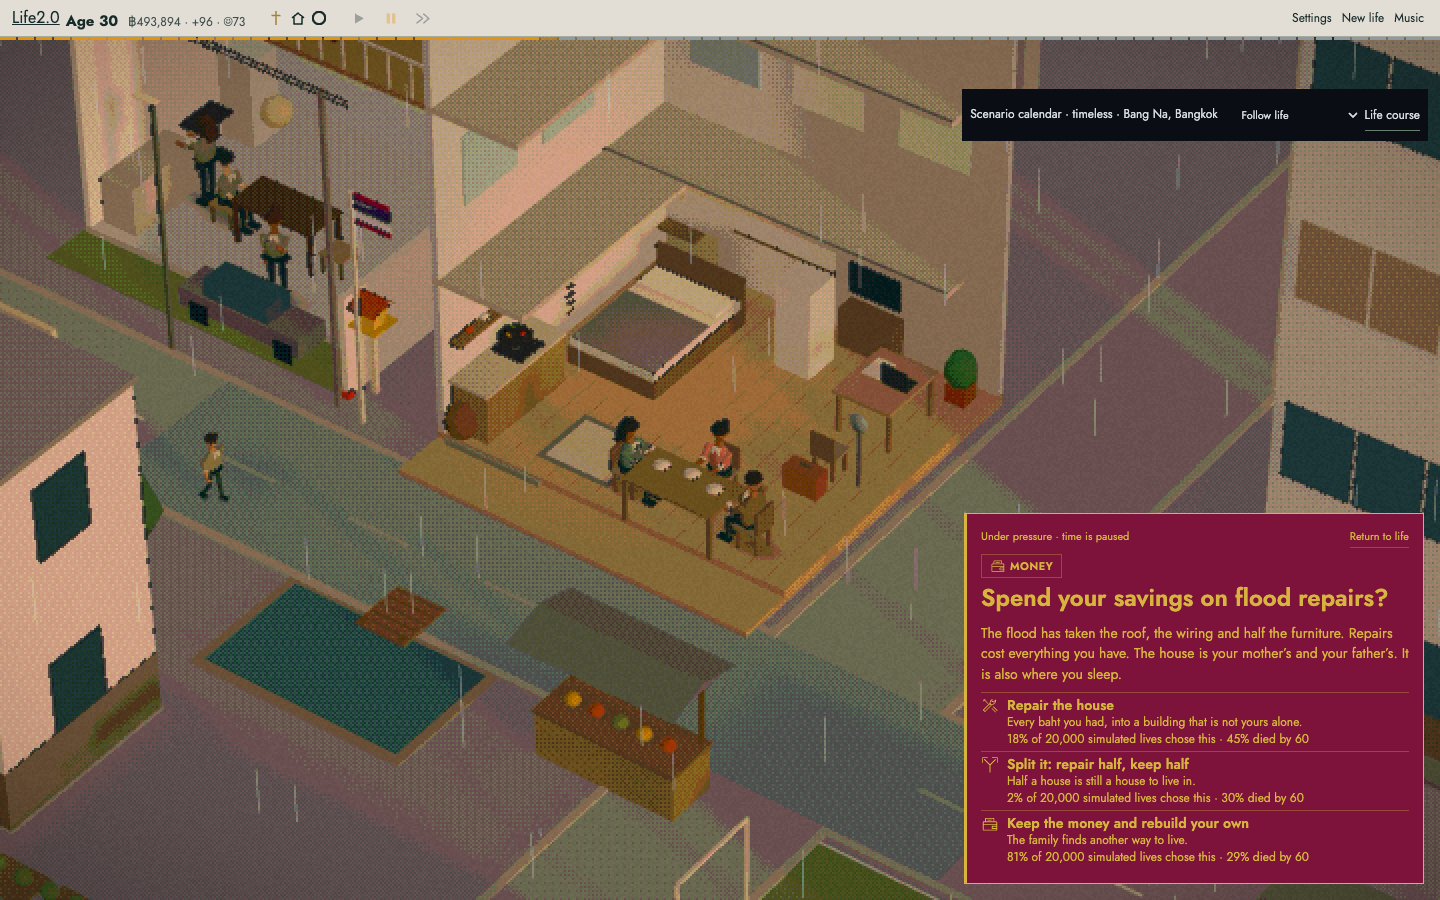 Life2.0 Age 30 ฿493,894 · +96 · ◎73
Settings New life Music
Scenario calendar · timeless · Bang Na, Bangkok Follow life Life course
Under pressure · time is paused Return to life
MONEY
Spend your savings on flood repairs?
The flood has taken the roof, the wiring and half the furniture. Repairs
cost everything you have. The house is your mother's and your father's. It
is also where you sleep.
Repair the house
Every baht you had, into a building that is not yours alone.
18% of 20,000 simulated lives chose this · 45% died by 60
Split it: repair half, keep half
Half a house is still a house to live in.
2% of 20,000 simulated lives chose this · 30% died by 60
Keep the money and rebuild your own
The family finds another way to live.
81% of 20,000 simulated lives chose this · 29% died by 60